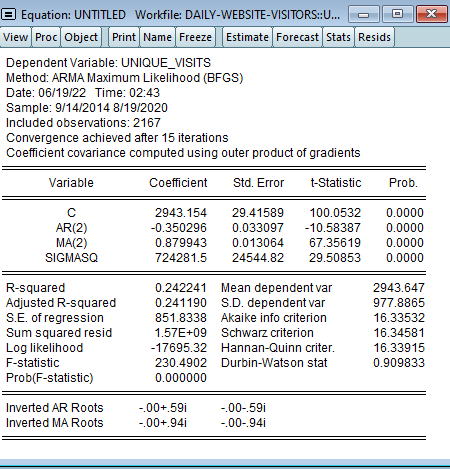 Equation: UNTITLED Workfile: DAILY-WEBSITE-VISITORS::U...
View Proc Object Print Name Freeze Estimate Forecast Stats Resids
Dependent Variable: UNIQUE_VISITS
Method: ARMA Maximum Likelihood (BFGS)
Date: 06/19/22 Time: 02:43
Sample: 9/14/2014 8/19/2020
Included observations: 2167
Convergence achieved after 15 iterations
Coefficient covariance computed using outer product of gradients
Variable Coefficient Std. Error t-Statistic Prob.
C 2943.154 29.41589 100.0532 0.0000
AR(2) -0.350296 0.033097 -10.58387 0.0000
MA(2) 0.879943 0.013064 67.35619 0.0000
SIGMASQ 724281.5 24544.82 29.50853 0.0000
R-squared 0.242241 Mean dependent var 2943.647
Adjusted R-squared 0.241190 S.D. dependent var 977.8865
S.E. of regression 851.8338 Akaike info criterion 16.33532
Sum squared resid 1.57E+09 Schwarz criterion 16.34581
Log likelihood -17695.32 Hannan-Quinn criter. 16.33915
F-statistic 230.4902 Durbin-Watson stat 0.909833
Prob(F-statistic) 0.000000
Inverted AR Roots -.00+.59i -.00-.59i
Inverted MA Roots -.00+.94i -.00-.94i